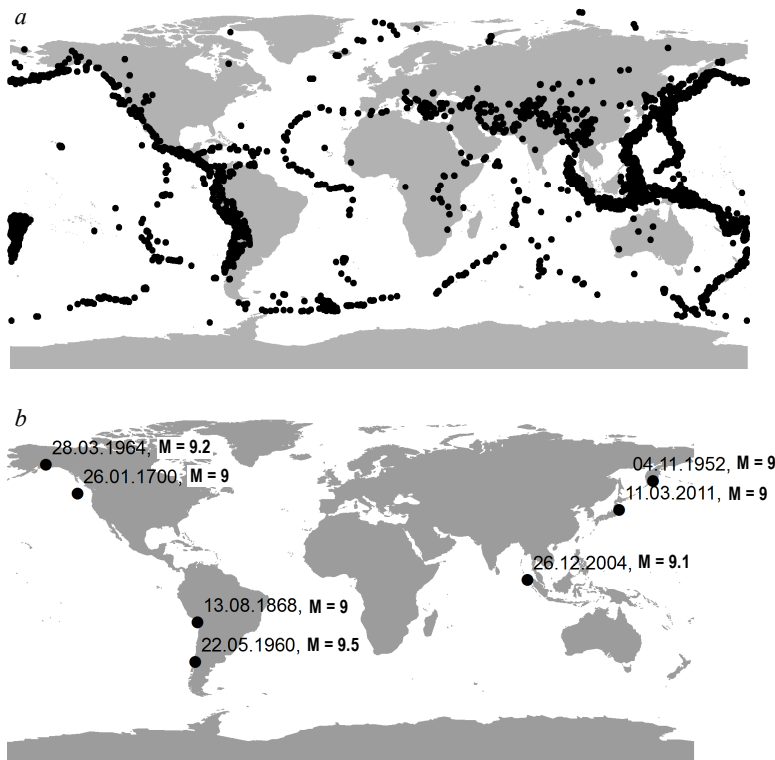 a
b
28.03.1964, M = 9.2
26.01.1700, M = 9
04.11.1952, M = 9
11.03.2011, M = 9
26.12.2004, M = 9.1
13.08.1868, M = 9
22.05.1960, M = 9.5